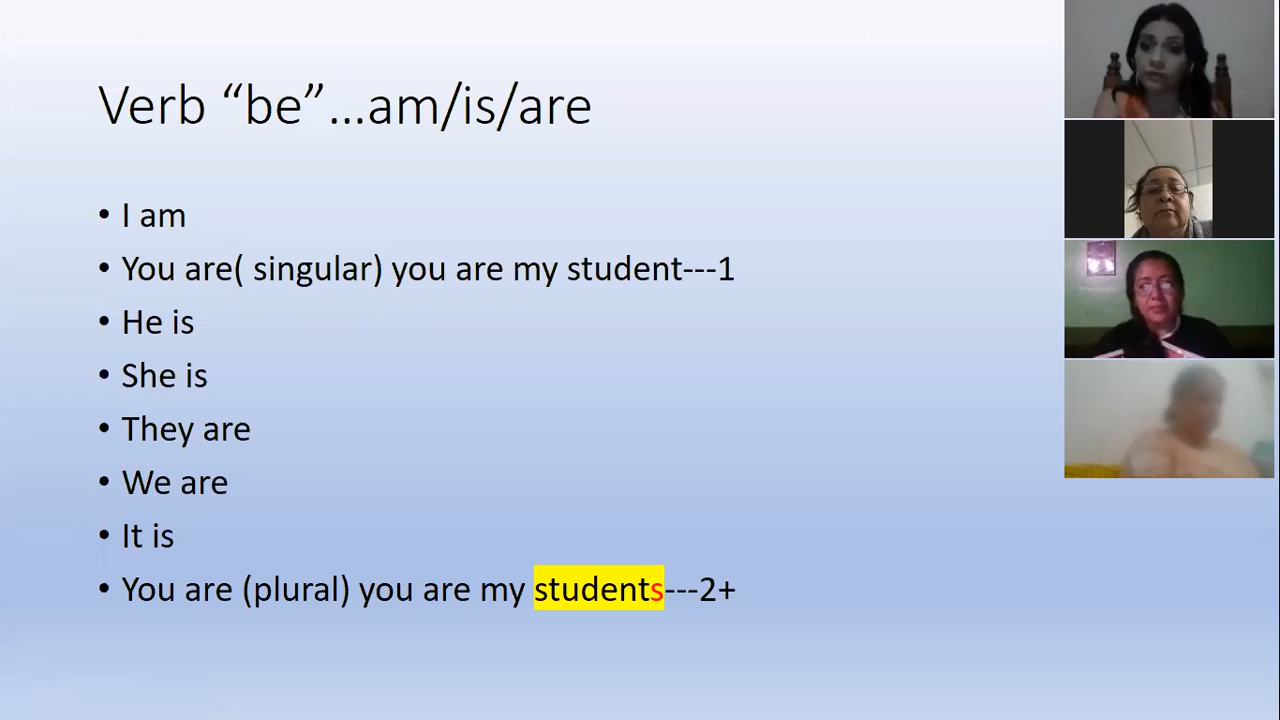 Verb “be”…am/is/are
• I am
• You are( singular) you are my student---1
• He is
• She is
• They are
• We are
• It is
• You are (plural) you are my students---2+